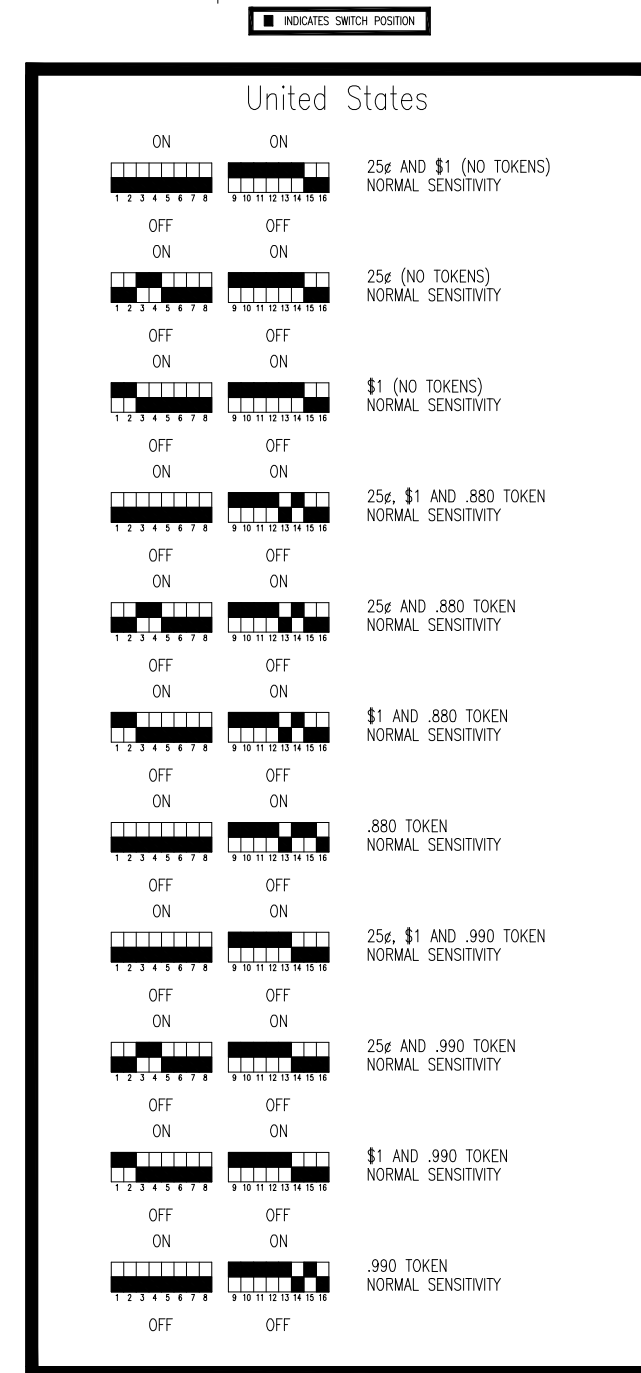 INDICATES SWITCH POSITION
United States
ON ON
25¢ AND $1 (NO TOKENS)
NORMAL SENSITIVITY
1 2 3 4 5 6 7 8 9 10 11 12 13 14 15 16
OFF OFF
ON ON
25¢ (NO TOKENS)
NORMAL SENSITIVITY
1 2 3 4 5 6 7 8 9 10 11 12 13 14 15 16
OFF OFF
ON ON
$1 (NO TOKENS)
NORMAL SENSITIVITY
1 2 3 4 5 6 7 8 9 10 11 12 13 14 15 16
OFF OFF
ON ON
25¢, $1 AND .880 TOKEN
NORMAL SENSITIVITY
1 2 3 4 5 6 7 8 9 10 11 12 13 14 15 16
OFF OFF
ON ON
25¢ AND .880 TOKEN
NORMAL SENSITIVITY
1 2 3 4 5 6 7 8 9 10 11 12 13 14 15 16
OFF OFF
ON ON
$1 AND .880 TOKEN
NORMAL SENSITIVITY
1 2 3 4 5 6 7 8 9 10 11 12 13 14 15 16
OFF OFF
ON ON
.880 TOKEN
NORMAL SENSITIVITY
1 2 3 4 5 6 7 8 9 10 11 12 13 14 15 16
OFF OFF
ON ON
25¢, $1 AND .990 TOKEN
NORMAL SENSITIVITY
1 2 3 4 5 6 7 8 9 10 11 12 13 14 15 16
OFF OFF
ON ON
25¢ AND .990 TOKEN
NORMAL SENSITIVITY
1 2 3 4 5 6 7 8 9 10 11 12 13 14 15 16
OFF OFF
ON ON
$1 AND .990 TOKEN
NORMAL SENSITIVITY
1 2 3 4 5 6 7 8 9 10 11 12 13 14 15 16
OFF OFF
ON ON
.990 TOKEN
NORMAL SENSITIVITY
1 2 3 4 5 6 7 8 9 10 11 12 13 14 15 16
OFF OFF